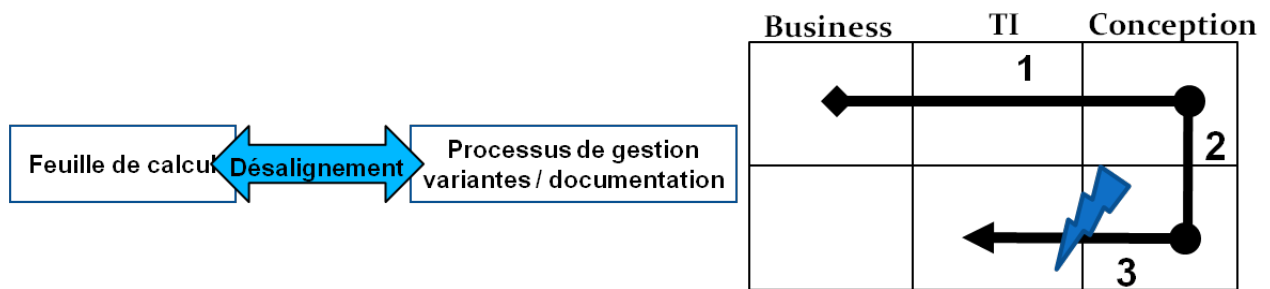 Feuille de calcul
Désalignement
Processus de gestion
variantes / documentation
Business TI Conception
1
2
3